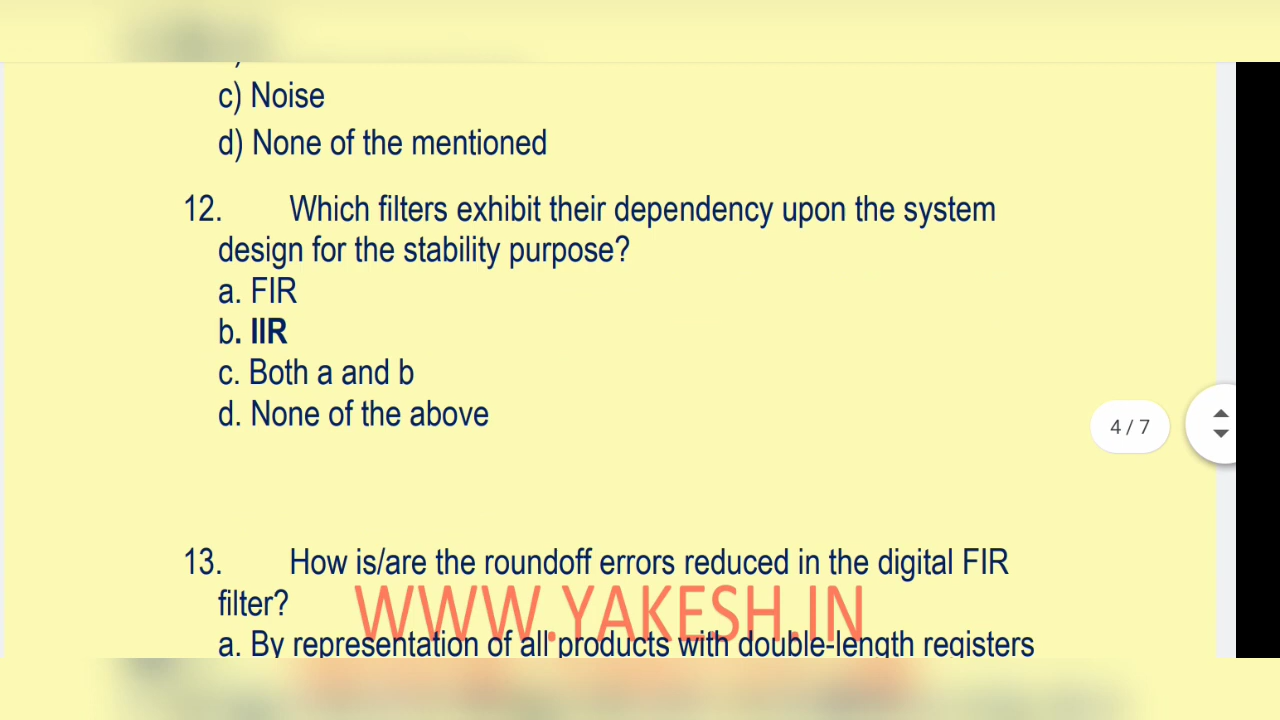 c) Noise
d) None of the mentioned
12. Which filters exhibit their dependency upon the system
design for the stability purpose?
a. FIR
b. IIR
c. Both a and b
d. None of the above
4 / 7
13. How is/are the roundoff errors reduced in the digital FIR
filter?
WWW.YAKESH.IN
a. By representation of all products with double-length registers